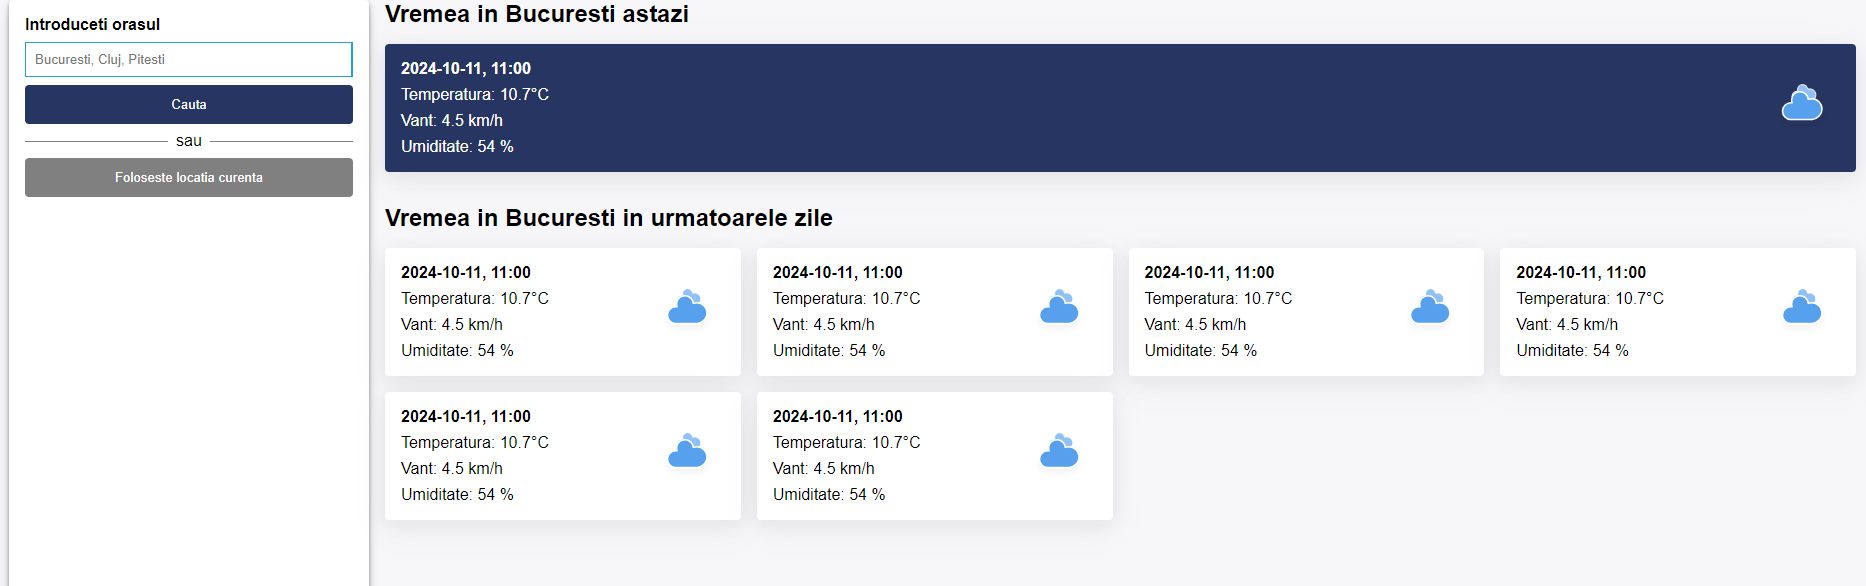 Introduceti orasul
Bucuresti, Cluj, Pitesti
Cauta
sau
Foloseste locatia curenta
Vremea in Bucuresti astazi
2024-10-11, 11:00
Temperatura: 10.7°C
Vant: 4.5 km/h
Umiditate: 54 %
Vremea in Bucuresti in urmatoarele zile
2024-10-11, 11:00
Temperatura: 10.7°C
Vant: 4.5 km/h
Umiditate: 54 %
2024-10-11, 11:00
Temperatura: 10.7°C
Vant: 4.5 km/h
Umiditate: 54 %
2024-10-11, 11:00
Temperatura: 10.7°C
Vant: 4.5 km/h
Umiditate: 54 %
2024-10-11, 11:00
Temperatura: 10.7°C
Vant: 4.5 km/h
Umiditate: 54 %
2024-10-11, 11:00
Temperatura: 10.7°C
Vant: 4.5 km/h
Umiditate: 54 %
2024-10-11, 11:00
Temperatura: 10.7°C
Vant: 4.5 km/h
Umiditate: 54 %